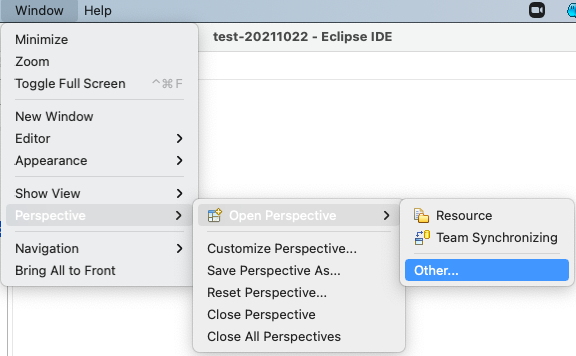 Window Help
test-20211022 - Eclipse IDE
Minimize
Zoom
Toggle Full Screen ^⌘F
New Window
Editor
Appearance
Show View
Perspective
Navigation
Bring All to Front
Open Perspective
Customize Perspective...
Save Perspective As...
Reset Perspective...
Close Perspective
Close All Perspectives
Resource
Team Synchronizing
Other...